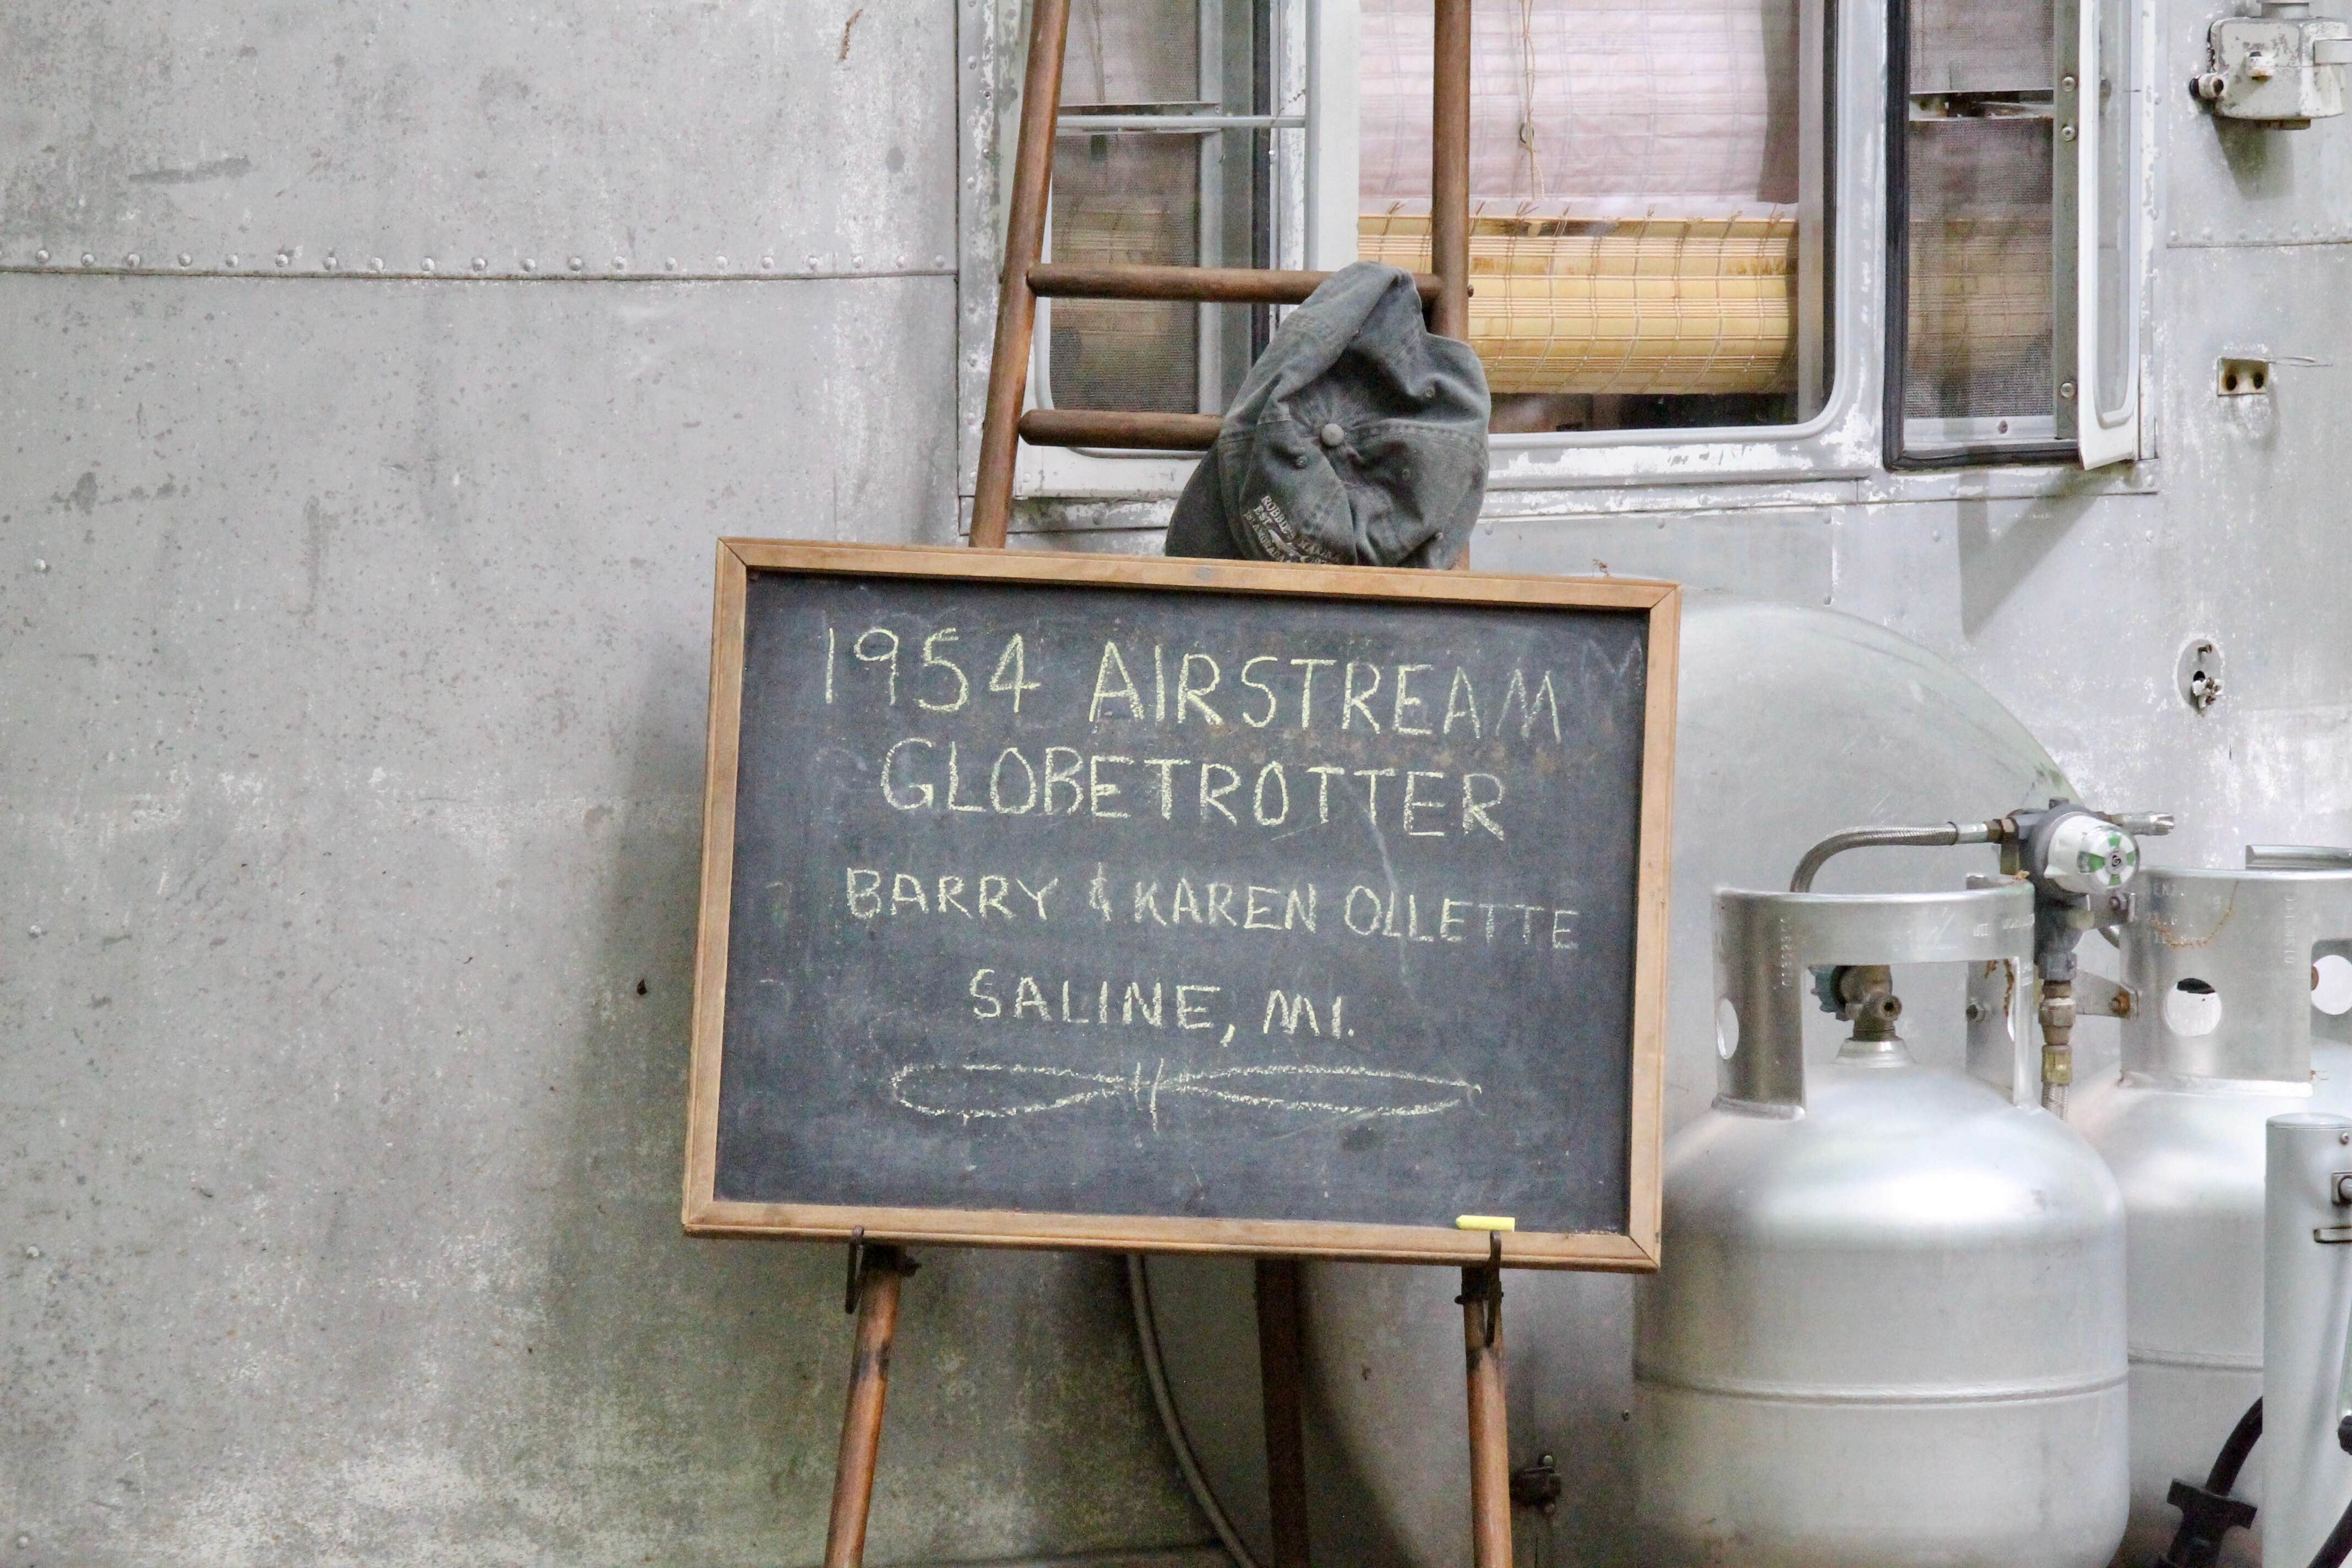 1954 AIRSTREAM
GLOBETROTTER
BARRY & KAREN OLLETTE
SALINE, MI.